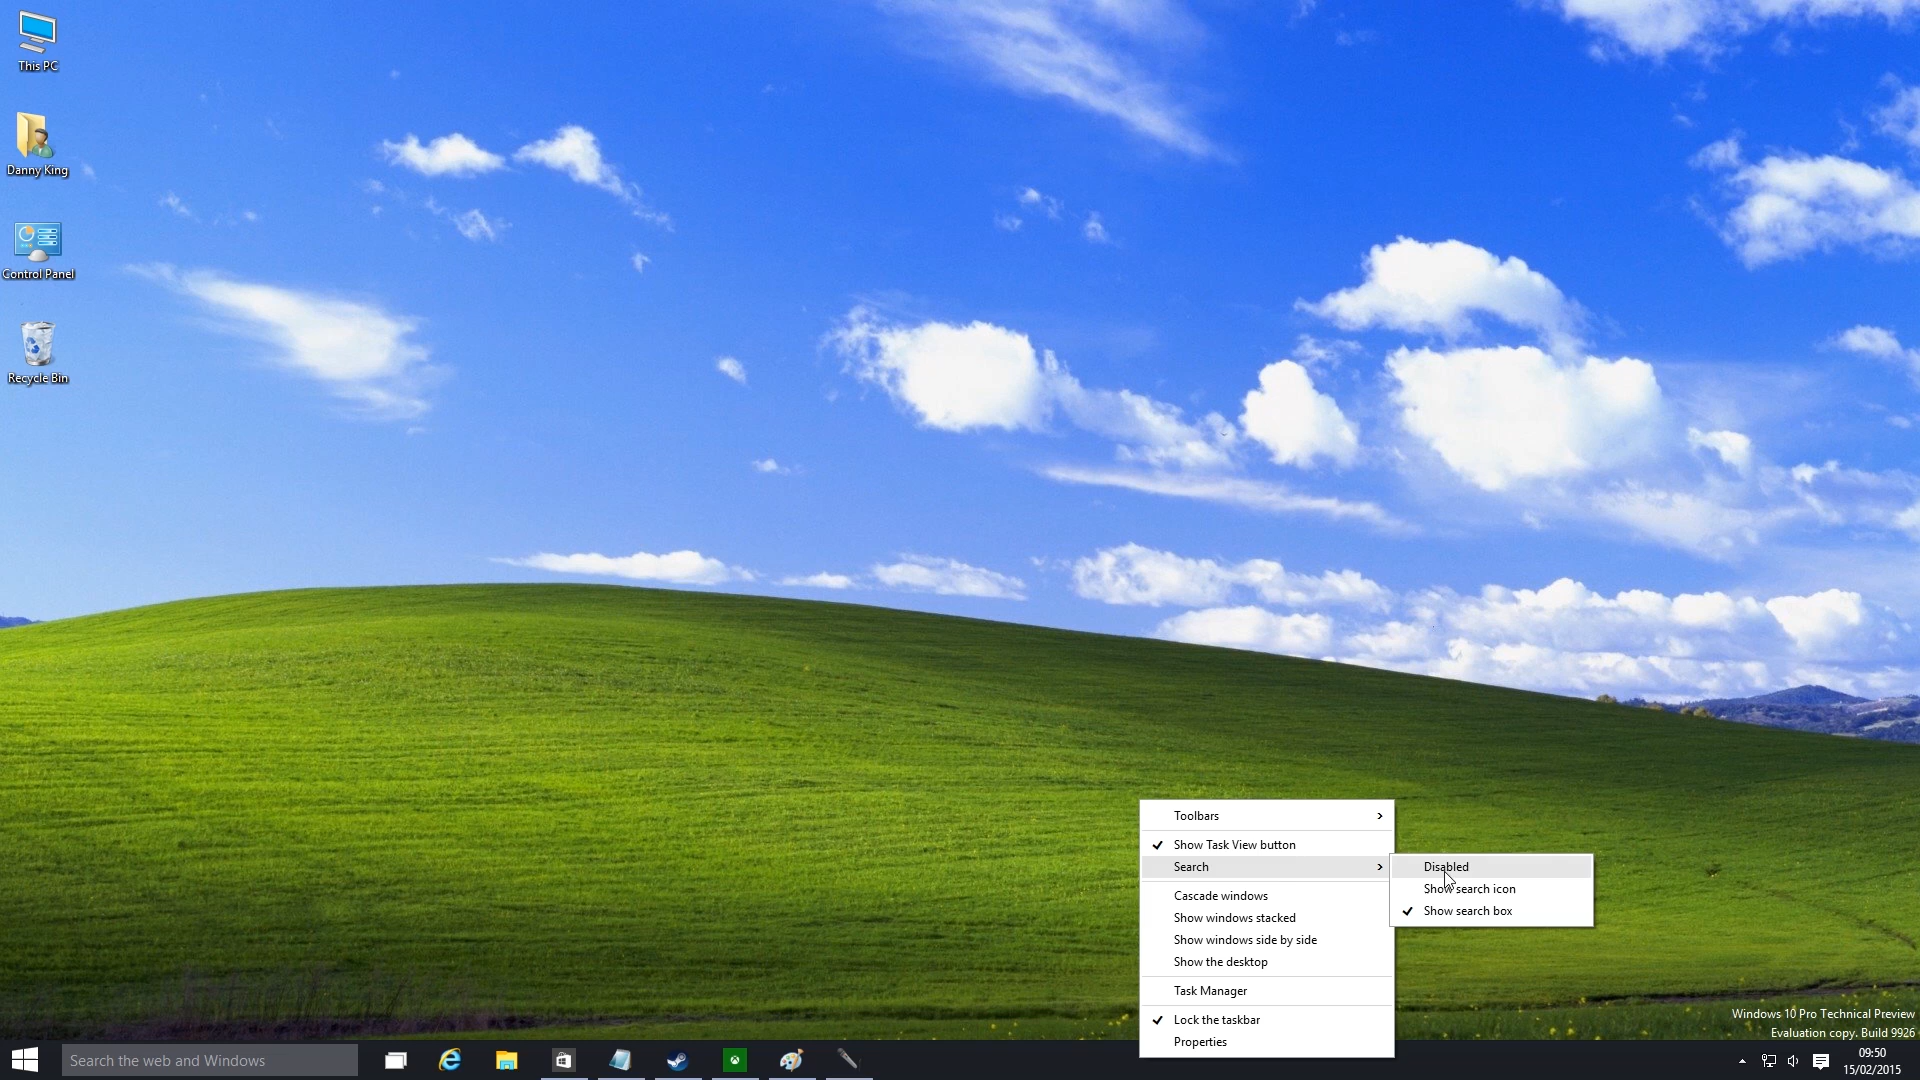 This PC
Danny King
Control Panel
Recycle Bin
Toolbars
Show Task View button
Search
Cascade windows
Show windows stacked
Show windows side by side
Show the desktop
Task Manager
Lock the taskbar
Properties
Disabled
Show search icon
Show search box
Windows 10 Pro Technical Preview
Evaluation copy. Build 9926
Search the web and Windows
09:50
15/02/2015